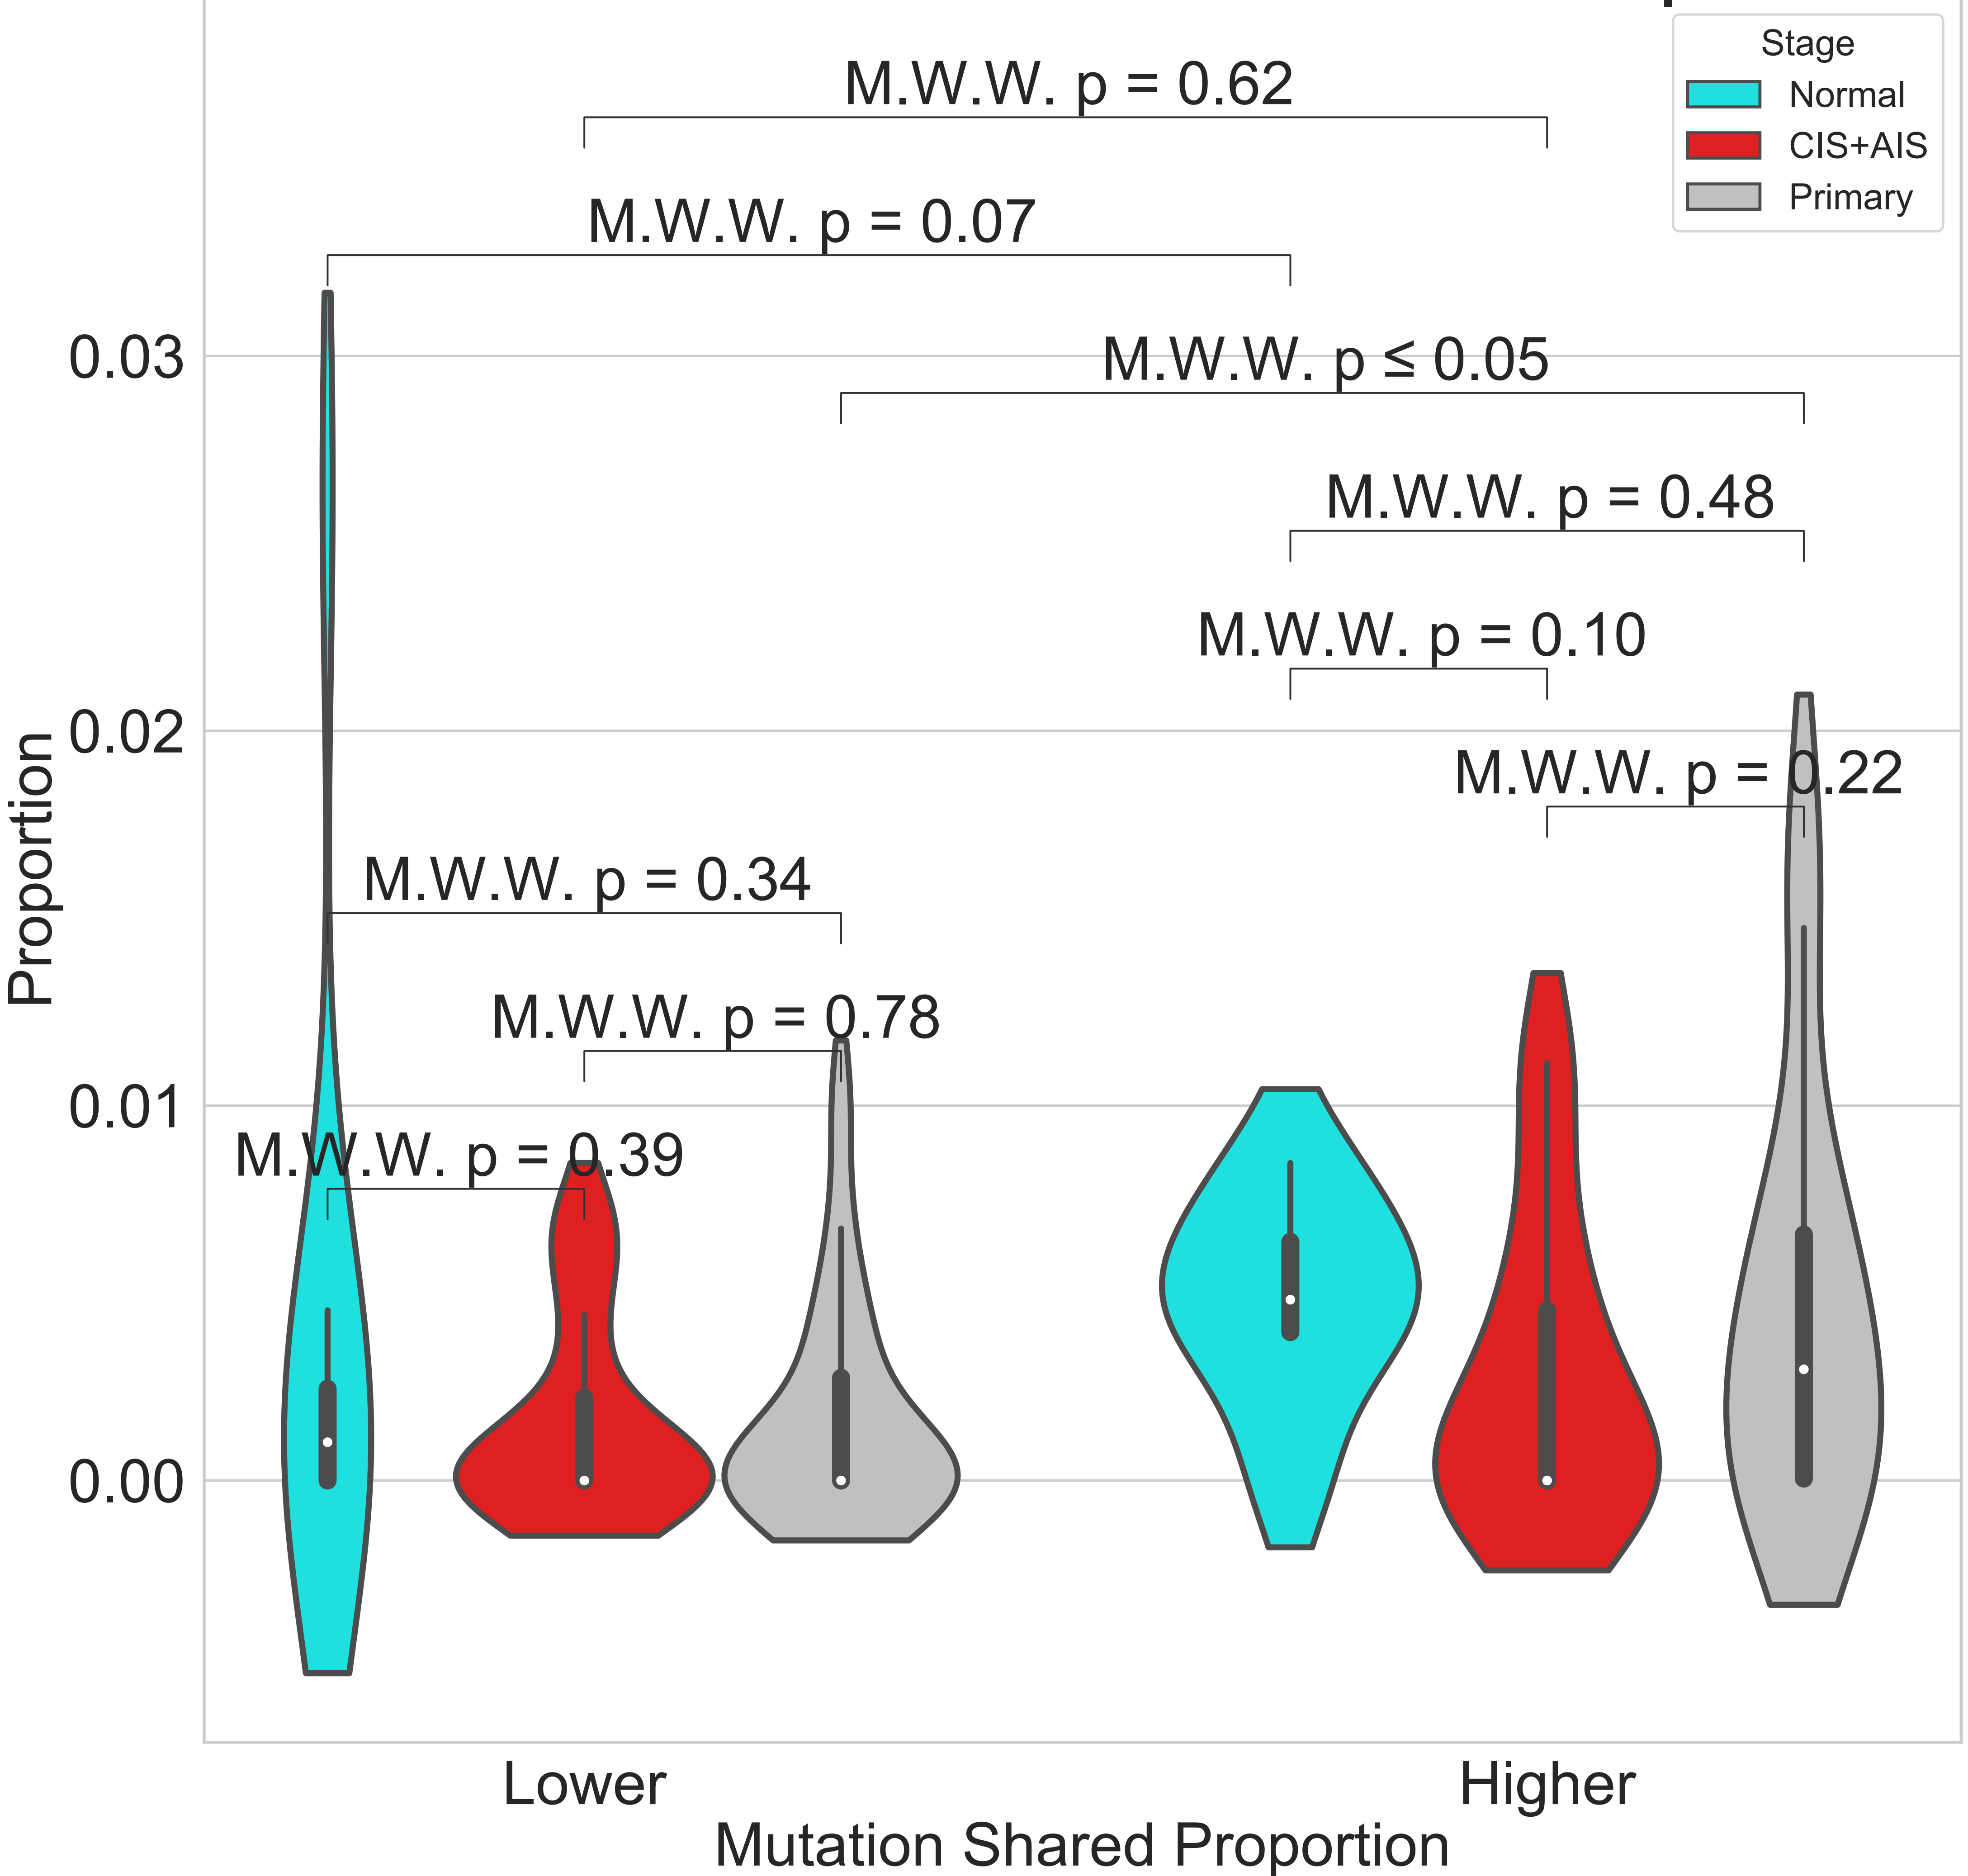 Stage
Normal
CIS+AIS
Primary
M.W.W. p = 0.62
M.W.W. p = 0.07
M.W.W. p ≤ 0.05
M.W.W. p = 0.48
M.W.W. p = 0.10
M.W.W. p = 0.22
M.W.W. p = 0.34
M.W.W. p = 0.78
M.W.W. p = 0.39
0.03
0.02
0.01
0.00
Proportion
Lower
Higher
Mutation Shared Proportion